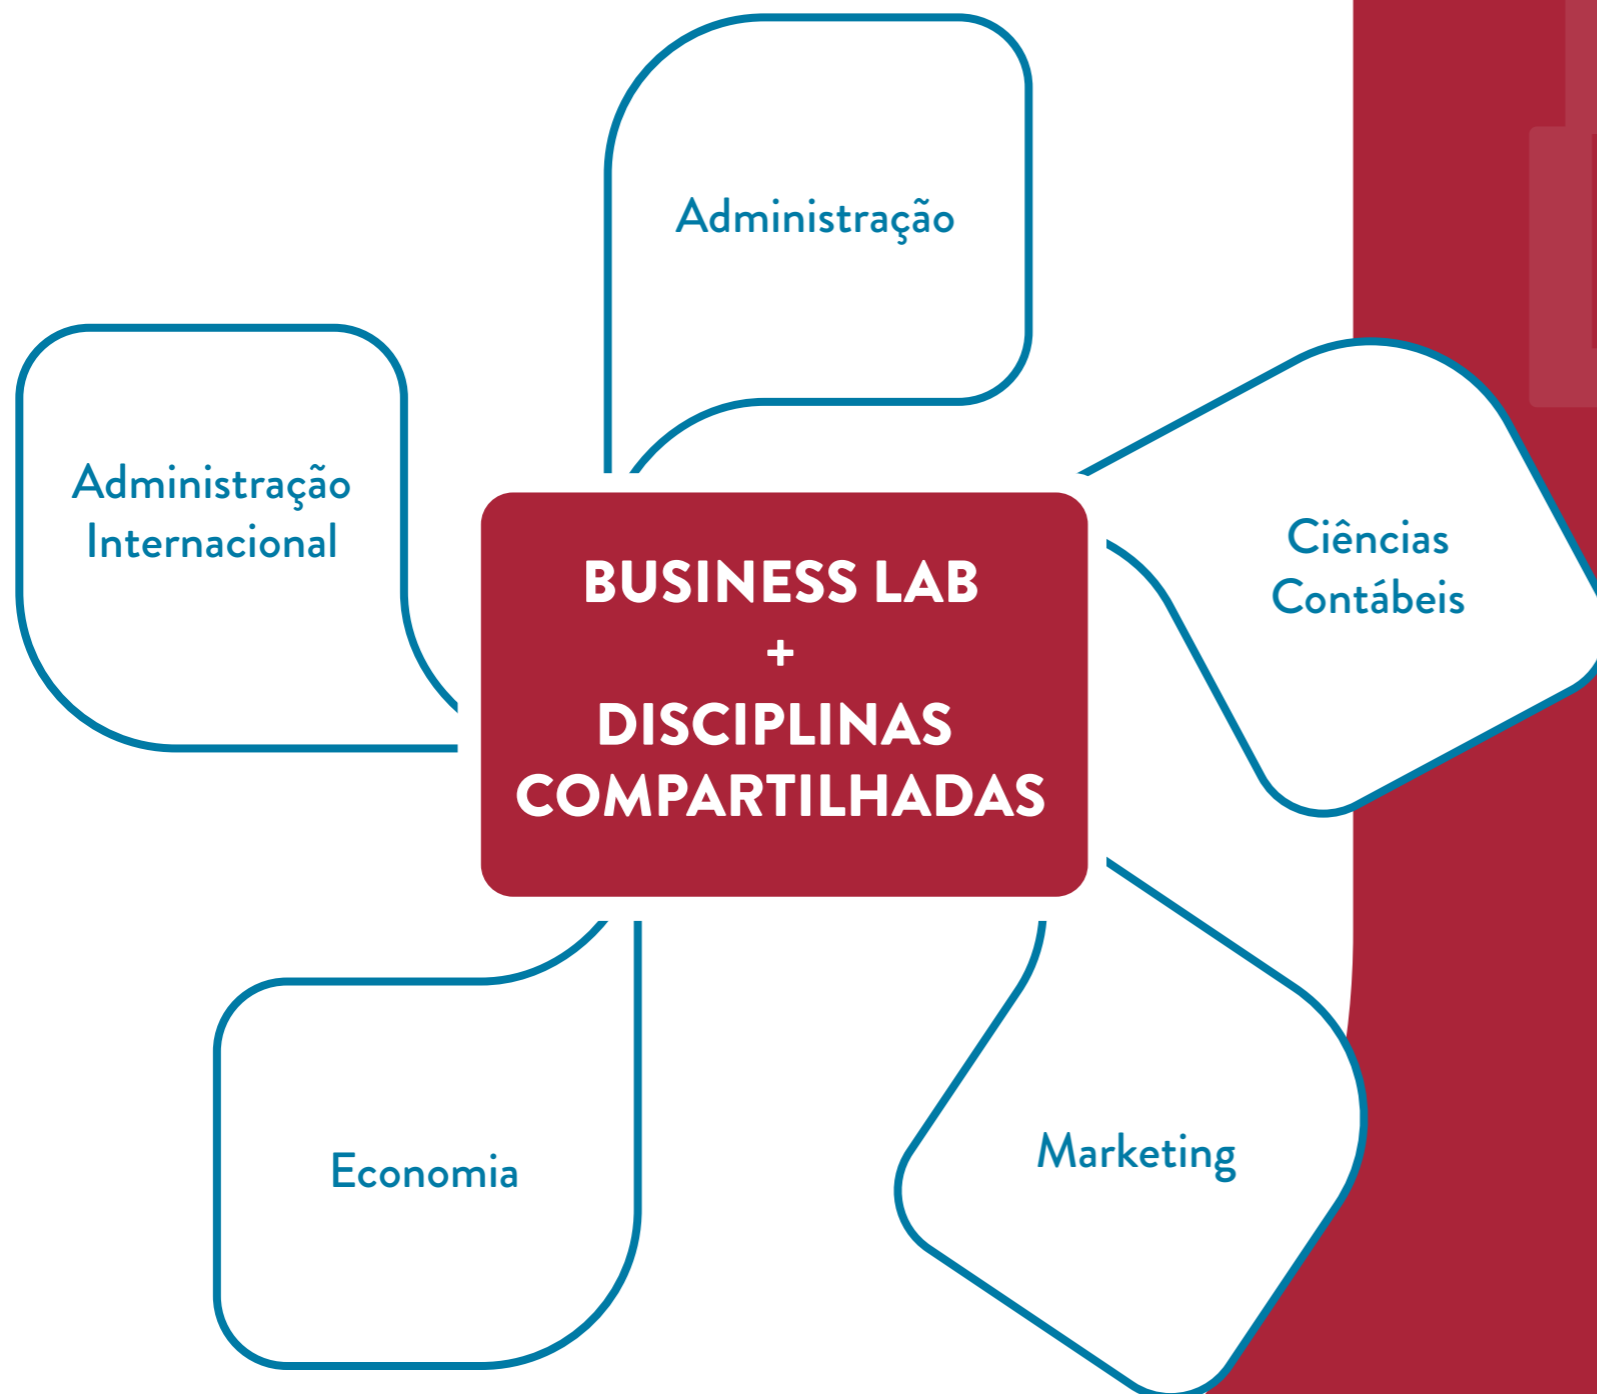 Administração
Administração
Internacional
Ciências
Contábeis
BUSINESS LAB
+
DISCIPLINAS
COMPARTILHADAS
Economia
Marketing